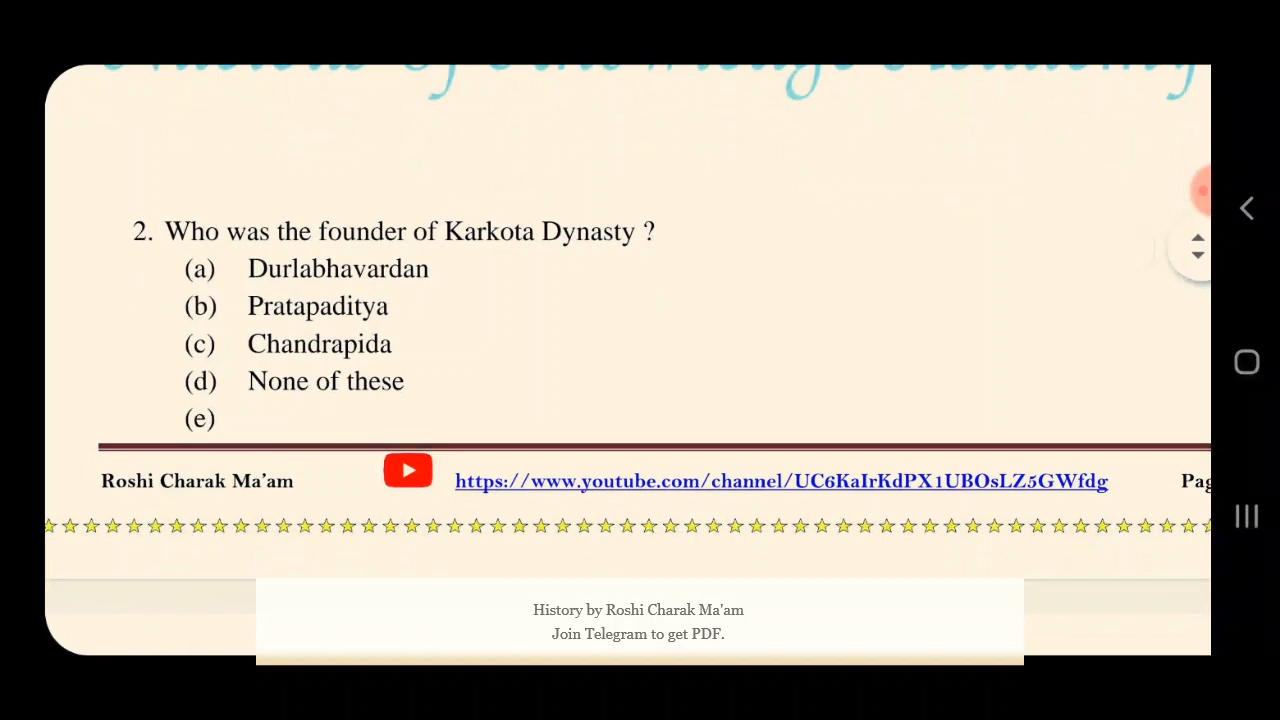 2. Who was the founder of Karkota Dynasty ?
(a) Durlabhavardan
(b) Pratapaditya
(c) Chandrapida
(d) None of these
(e)
Roshi Charak Ma'am https://www.youtube.com/channel/UC6KaIrKdPX1UBOsLZ5GWfdg
History by Roshi Charak Ma'am
Join Telegram to get PDF.